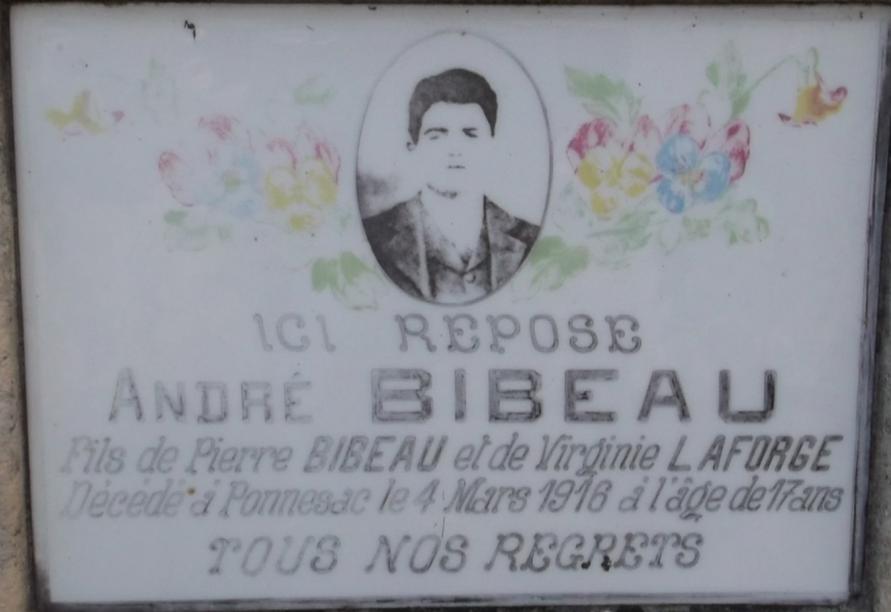 ICI REPOSE
ANDRÉ BIBEAU
Fils de Pierre BIBEAU et de Virginie LAFORGE
Décédé à Ponnesac le 4 Mars 1916 à l'âge de 17 ans
TOUS NOS REGRETS